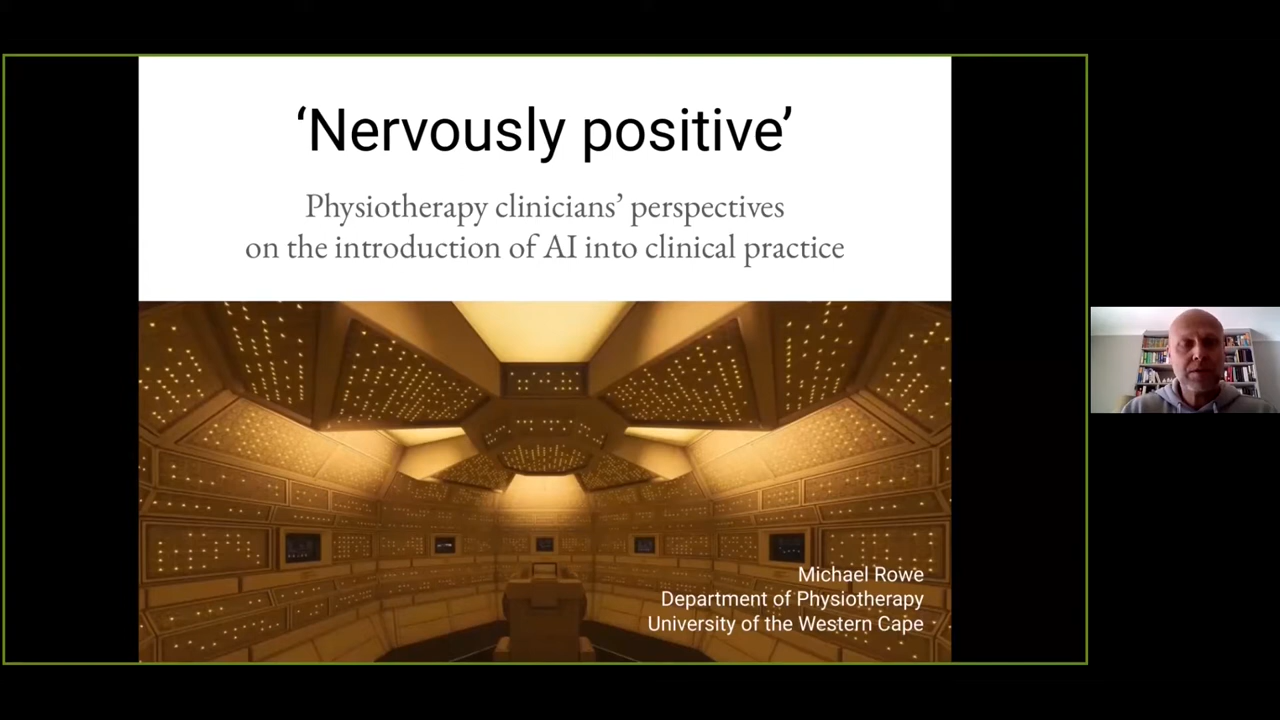 ‘Nervously positive’
Physiotherapy clinicians’ perspectives
on the introduction of AI into clinical practice
Michael Rowe
Department of Physiotherapy
University of the Western Cape